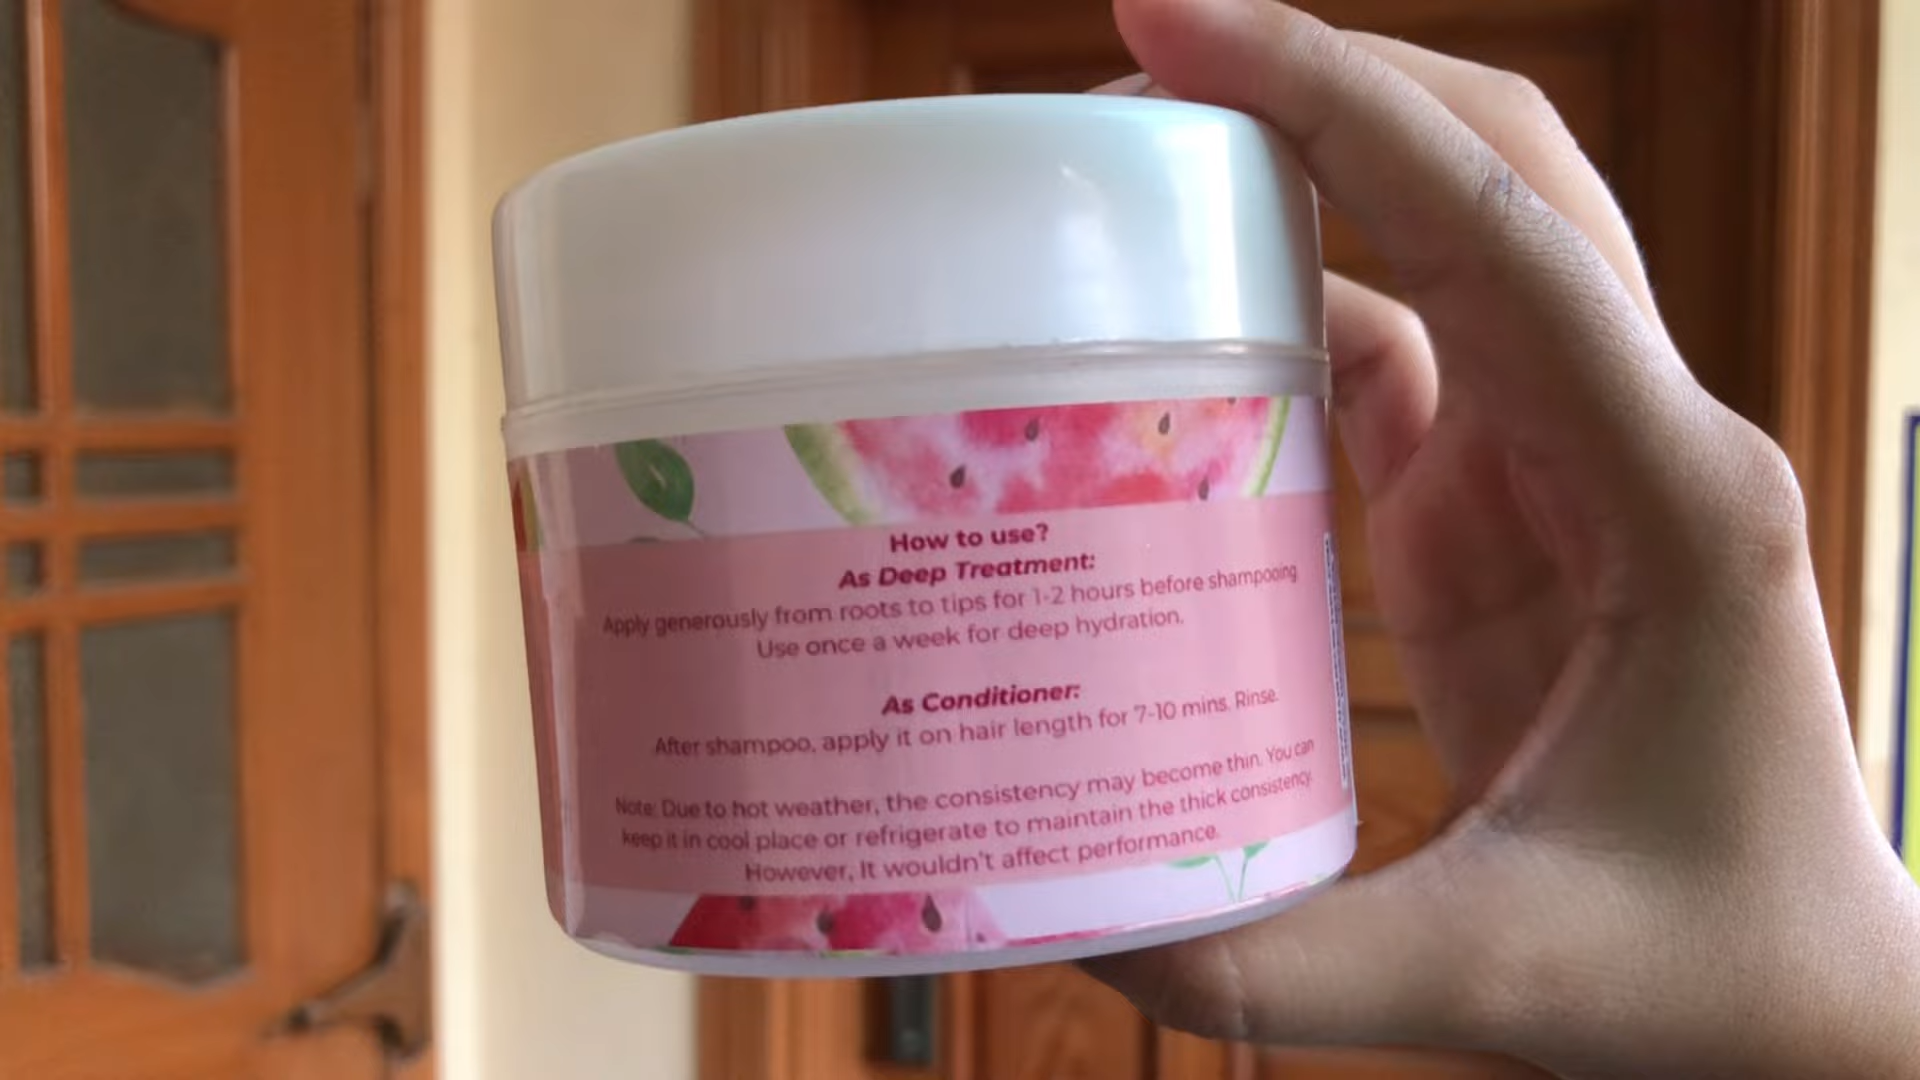 How to use?
As Deep Treatment:
Apply generously from roots to tips for 1-2 hours before shampooing
Use once a week for deep hydration.
As Conditioner:
After shampoo, apply it on hair length for 7-10 mins. Rinse.
Note: Due to hot weather, the consistency may become thin. You can
keep it in cool place or refrigerate to maintain the thick consistency.
However, It wouldn't affect performance.